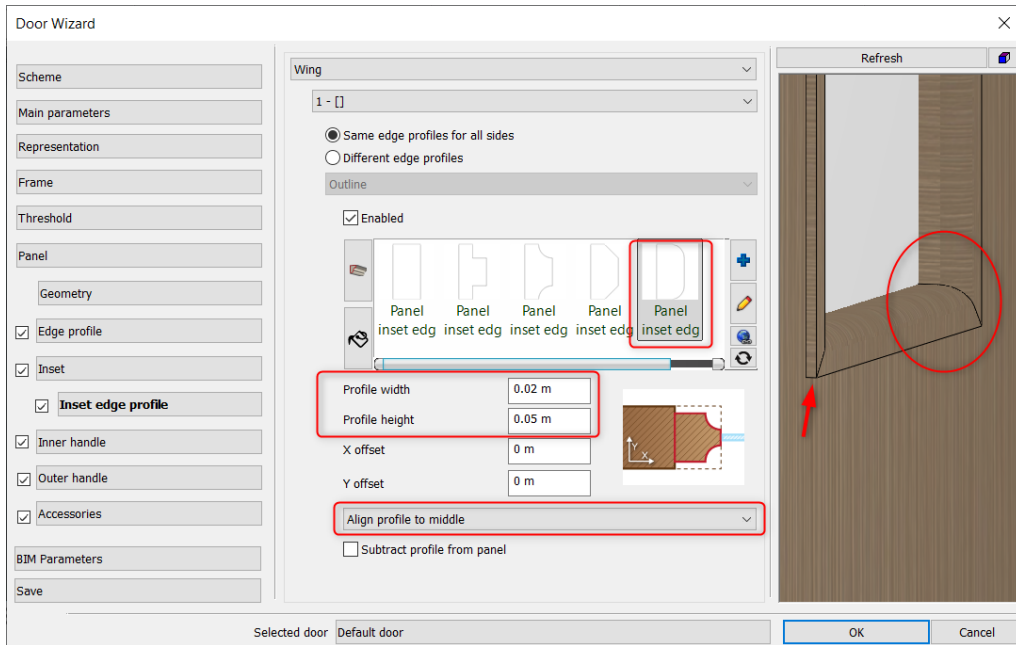 Door Wizard
Scheme
Main parameters
Representation
Frame
Threshold
Panel
Geometry
Edge profile
Inset
Inset edge profile
Inner handle
Outer handle
Accessories
BIM Parameters
Save
Wing
1 - []
Same edge profiles for all sides
Different edge profiles
Outline
Enabled
Panel Panel Panel Panel Panel
inset edg inset edg inset edg inset edg inset edg
Profile width 0.02 m
Profile height 0.05 m
X offset 0 m
Y offset 0 m
Y
X
Align profile to middle
Subtract profile from panel
Refresh
Selected door Default door
OK Cancel